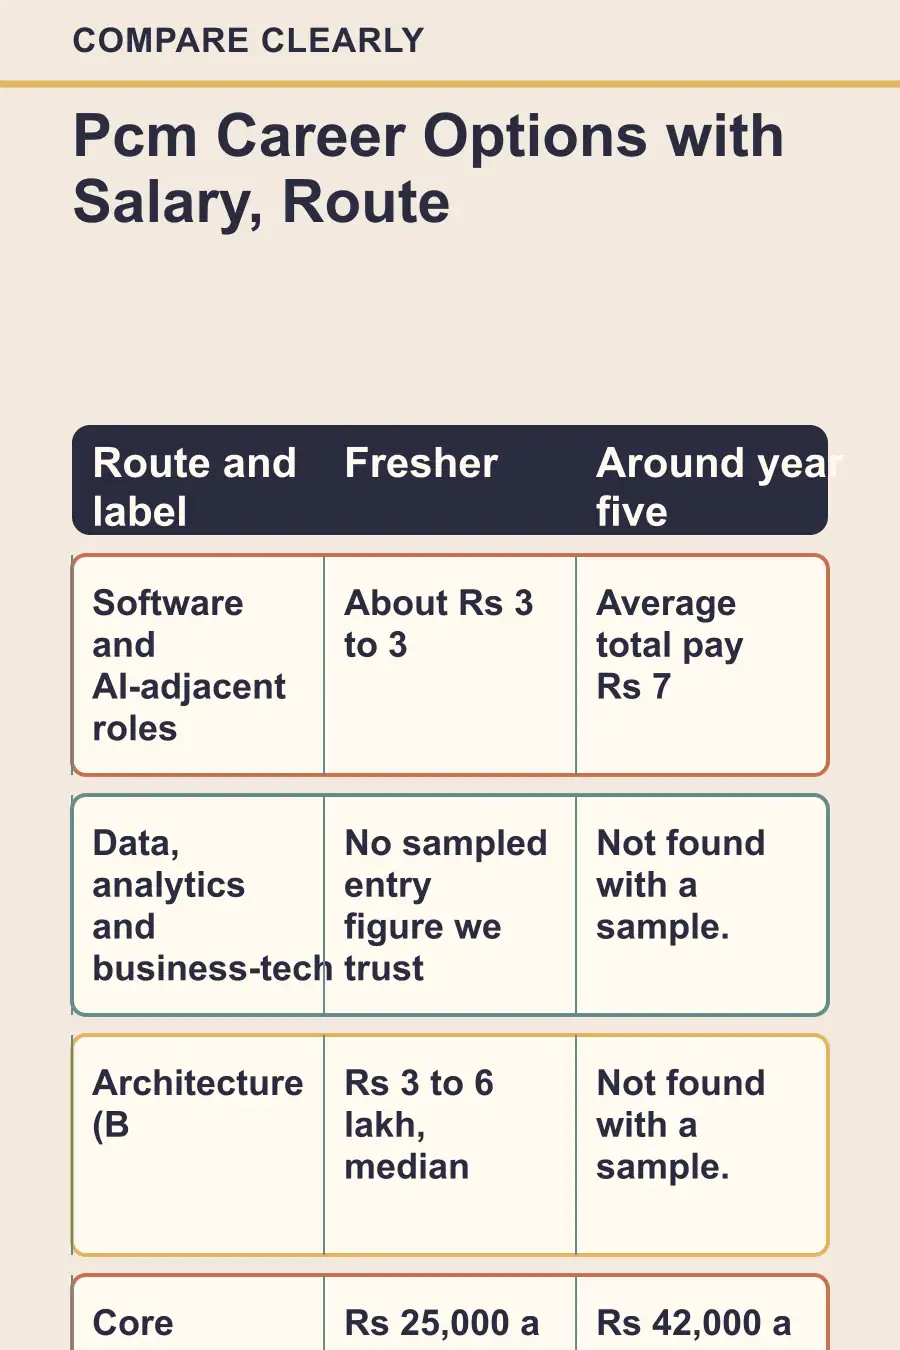 COMPARE CLEARLY
Pcm Career Options with
Salary, Route
Route and
label
Fresher
Around year
five
Software
and
AI-adjacent
roles
About Rs 3
to 3
Average
total pay
Rs 7
Data,
analytics
and
business-tech
No sampled
entry
figure we
trust
Not found
with a
sample.
Architecture
(B
Rs 3 to 6
lakh,
median
Not found
with a
sample.
Core
Rs 25,000 a
Rs 42,000 a